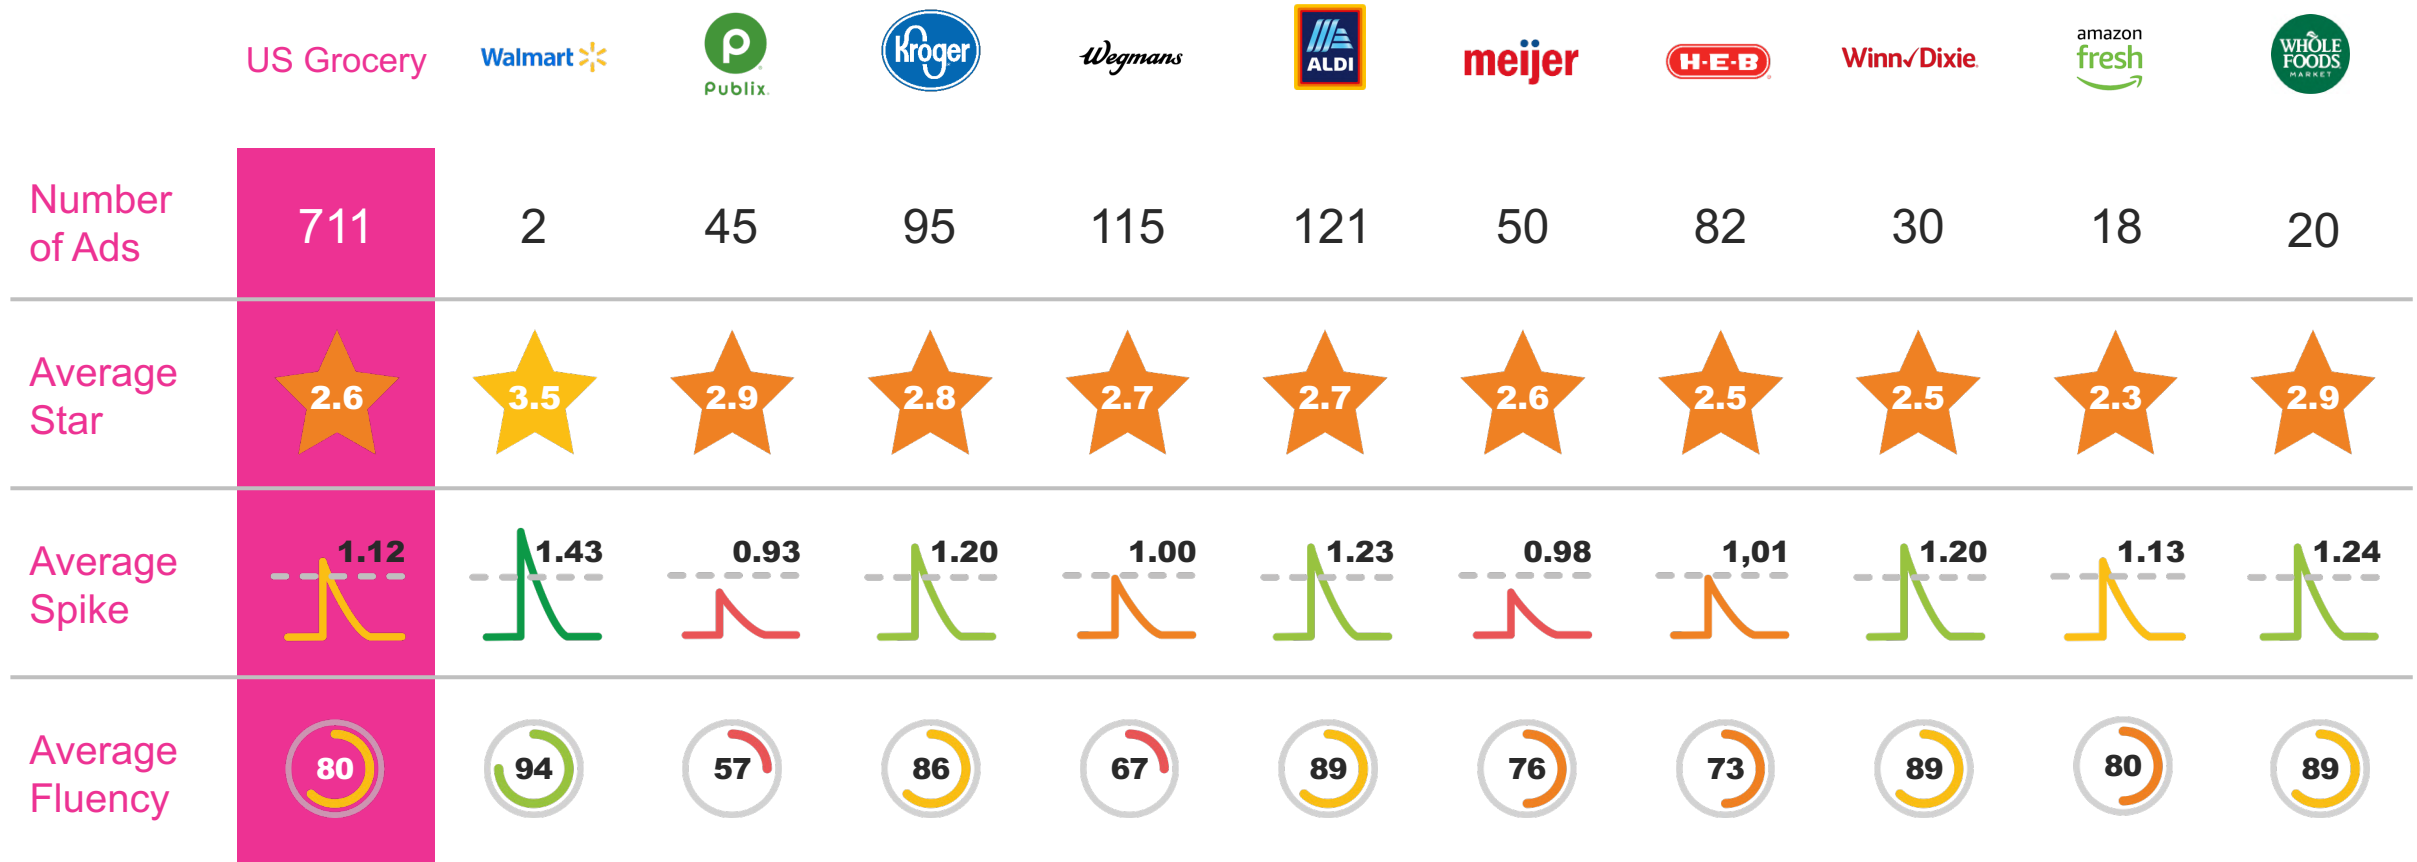 US Grocery
Walmart
Publix
Kroger
Wegmans
ALDI
meijer
H-E-B
Winn Dixie
amazon
fresh
WHOLE
FOODS
MARKET
Number
of Ads
711 2 45 95 115 121 50 82 30 18 20
Average
Star
2.6 3.5 2.9 2.8 2.7 2.7 2.6 2.5 2.5 2.3 2.9
Average
Spike
1.12 1.43 0.93 1.20 1.00 1.23 0.98 1,01 1.20 1.13 1.24
Average
Fluency
80 94 57 86 67 89 76 73 89 80 89